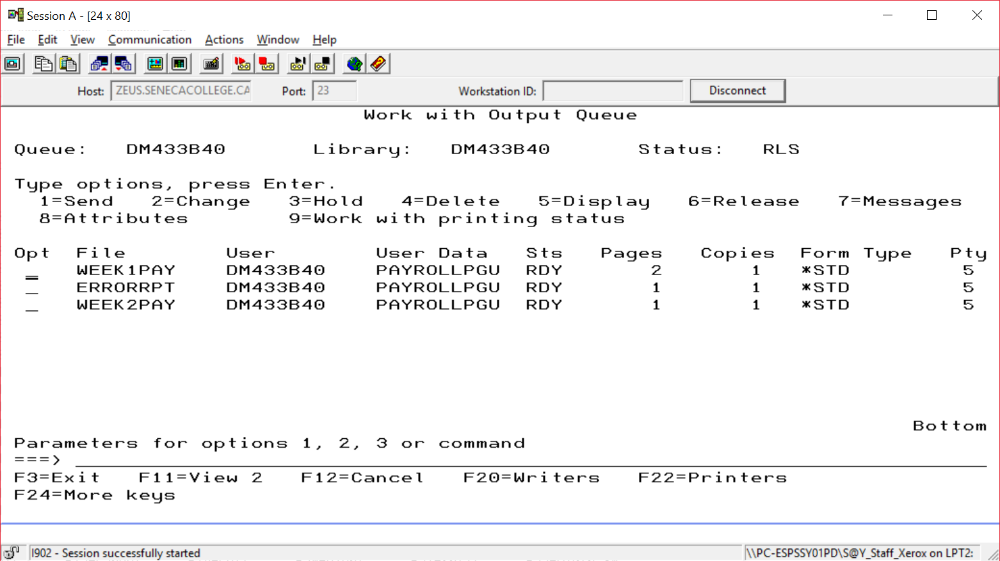 Session A - [24 x 80]
File Edit View Communication Actions Window Help
Host: ZEUS.SENECACOLLEGE.CA Port: 23 Workstation ID: Disconnect
Work with Output Queue
Queue: DM433B40 Library: DM433B40 Status: RLS
Type options, press Enter.
1=Send 2=Change 3=Hold 4=Delete 5=Display 6=Release 7=Messages
8=Attributes 9=Work with printing status
Opt File User User Data Sts Pages Copies Form Type Pty
_ WEEK1PAY DM433B40 PAYROLLPGU RDY 2 1 *STD 5
_ ERRORRPT DM433B40 PAYROLLPGU RDY 1 1 *STD 5
_ WEEK2PAY DM433B40 PAYROLLPGU RDY 1 1 *STD 5
Bottom
Parameters for options 1, 2, 3 or command
===>
F3=Exit F11=View 2 F12=Cancel F20=Writers F22=Printers
F24=More keys
I902 - Session successfully started \\PC-ESPSSY01PD\S@Y_Staff_Xerox on LPT2: